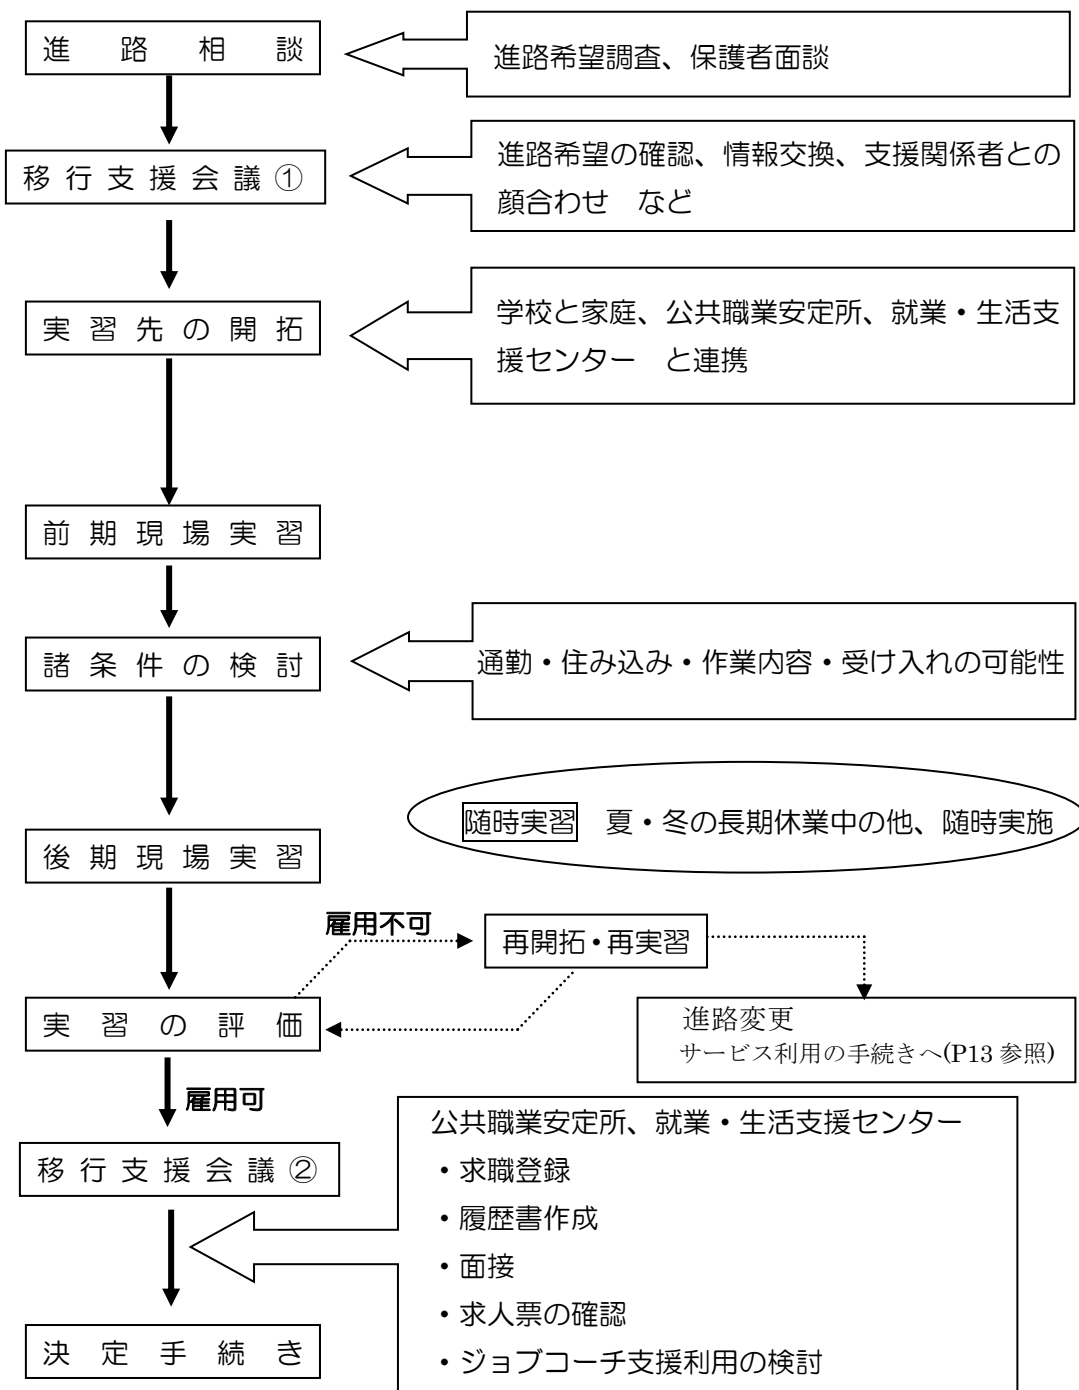 進路相談
進路希望調査、保護者面談
移行支援会議①
進路希望の確認、情報交換、支援関係者との
顔合わせ　など
実習先の開拓
学校と家庭、公共職業安定所、就業・生活支
援センター　と連携
前期現場実習
諸条件の検討
通勤・住み込み・作業内容・受け入れの可能性
随時実習　夏・冬の長期休業中の他、随時実施
後期現場実習
雇用不可
再開拓・再実習
実習の評価
進路変更
サービス利用の手続きへ(P13 参照)
雇用可
公共職業安定所、就業・生活支援センター
・求職登録
移行支援会議②
・履歴書作成
・面接
・求人票の確認
決定手続き
・ジョブコーチ支援利用の検討